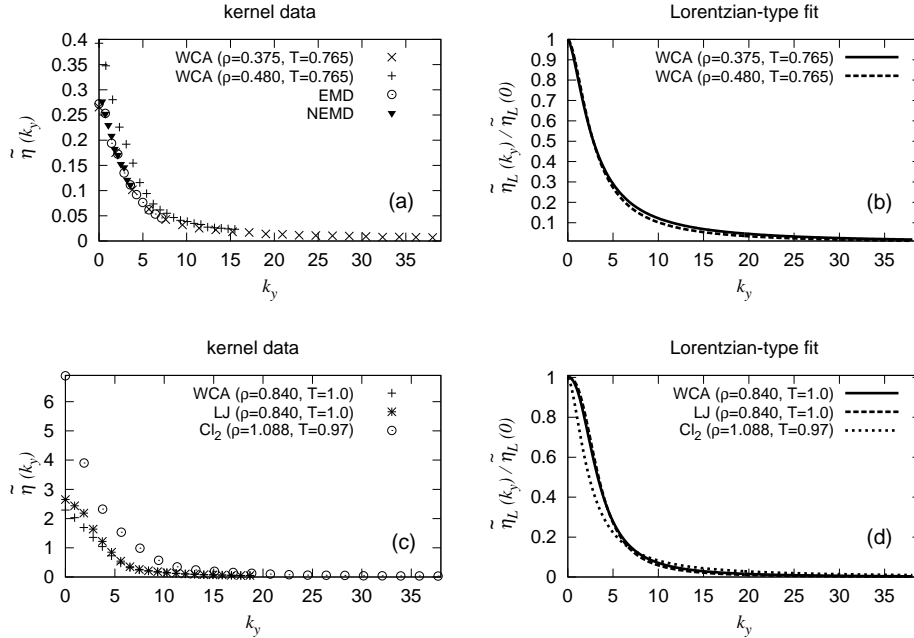 kernel data
WCA (ρ=0.375, T=0.765)
WCA (ρ=0.480, T=0.765)
EMD
NEMD
0.4
0.35
0.3
0.25
0.2
0.15
0.1
0.05
0
0 5 10 15 20 25 30 35
η̃ (k_y)
k_y
(a)
Lorentzian-type fit
WCA (ρ=0.375, T=0.765)
WCA (ρ=0.480, T=0.765)
1
0.9
0.8
0.7
0.6
0.5
0.4
0.3
0.2
0.1
0 5 10 15 20 25 30 35
η̃_L (k_y) / η̃_L (0)
k_y
(b)
kernel data
WCA (ρ=0.840, T=1.0)
LJ (ρ=0.840, T=1.0)
Cl₂ (ρ=1.088, T=0.97)
6
5
4
3
2
1
0
0 5 10 15 20 25 30 35
η̃ (k_y)
k_y
(c)
Lorentzian-type fit
WCA (ρ=0.840, T=1.0)
LJ (ρ=0.840, T=1.0)
Cl₂ (ρ=1.088, T=0.97)
1
0.8
0.6
0.4
0.2
0
0 5 10 15 20 25 30 35
η̃_L (k_y) / η̃_L (0)
k_y
(d)